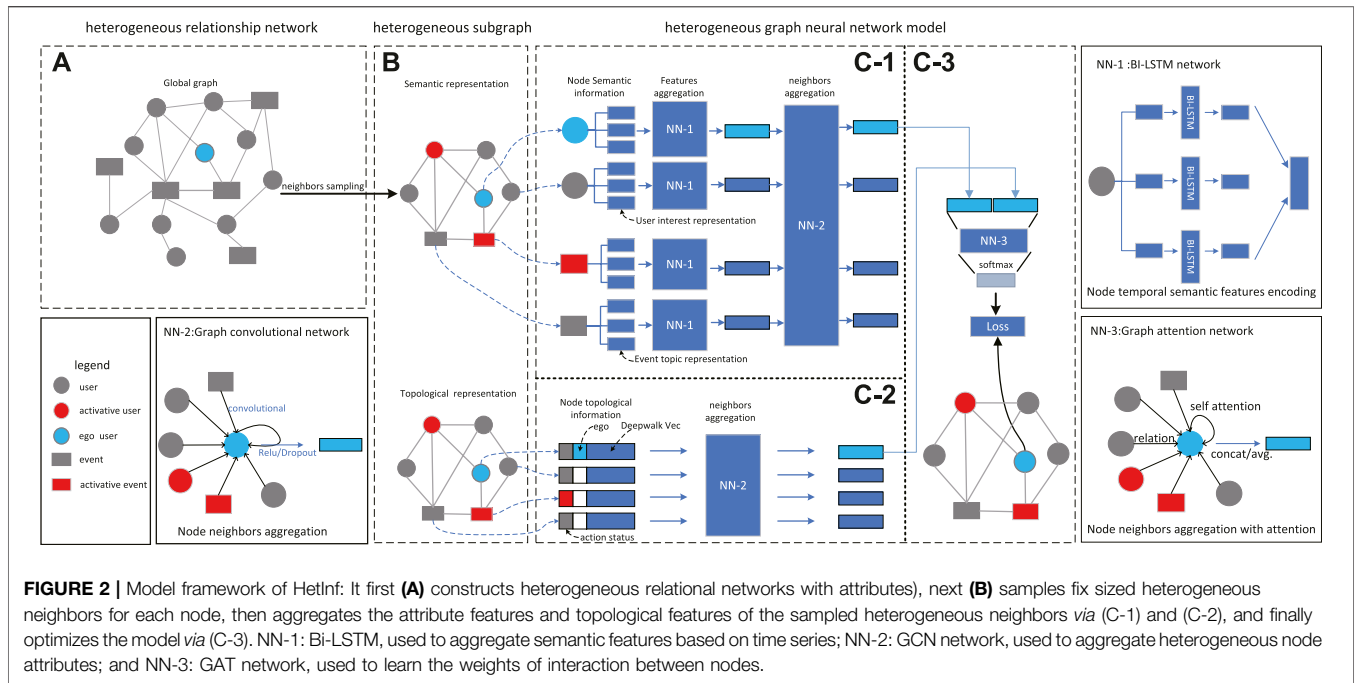 heterogeneous relationship network
heterogeneous subgraph
heterogeneous graph neural network model
A
Global graph
neighbors sampling
B
Semantic representation
Topological representation
C-1
Node Semantic
information
Features
aggregation
neighbors
aggregation
NN-1
NN-1
User interest representation
NN-2
NN-1
NN-1
Event topic representation
C-2
Node topological
information
ego
Deepwalk Vec
neighbors
aggregation
NN-2
action status
C-3
NN-3
softmax
Loss
NN-1 :BI-LSTM network
BI-LSTM
BI-LSTM
BI-LSTM
Node temporal semantic features encoding
legend
user
activative user
ego user
event
activative event
NN-2:Graph convolutional network
convolutional
Relu/Dropout
Node neighbors aggregation
NN-3:Graph attention network
self attention
relation
concat/avg.
Node neighbors aggregation with attention
FIGURE 2 | Model framework of HetInf: It first (A) constructs heterogeneous relational networks with attributes), next (B) samples fix sized heterogeneous
neighbors for each node, then aggregates the attribute features and topological features of the sampled heterogeneous neighbors via (C-1) and (C-2), and finally
optimizes the model via (C-3). NN-1: Bi-LSTM, used to aggregate semantic features based on time series; NN-2: GCN network, used to aggregate heterogeneous node
attributes; and NN-3: GAT network, used to learn the weights of interaction between nodes.